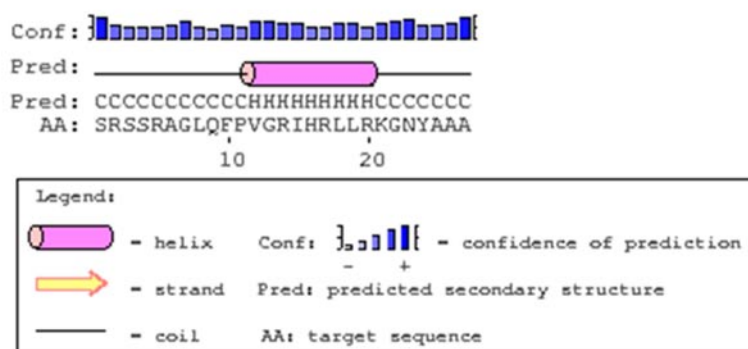 Conf:
Pred:
Pred: CCCCCCCCCCCHHHHHHHHHCCCCCCC
AA: SRSSRAGLQFPVGRIHRLLRKGNYAAA
10 20
Legend:
= helix Conf: - + = confidence of prediction
= strand Pred: predicted secondary structure
= coil AA: target sequence